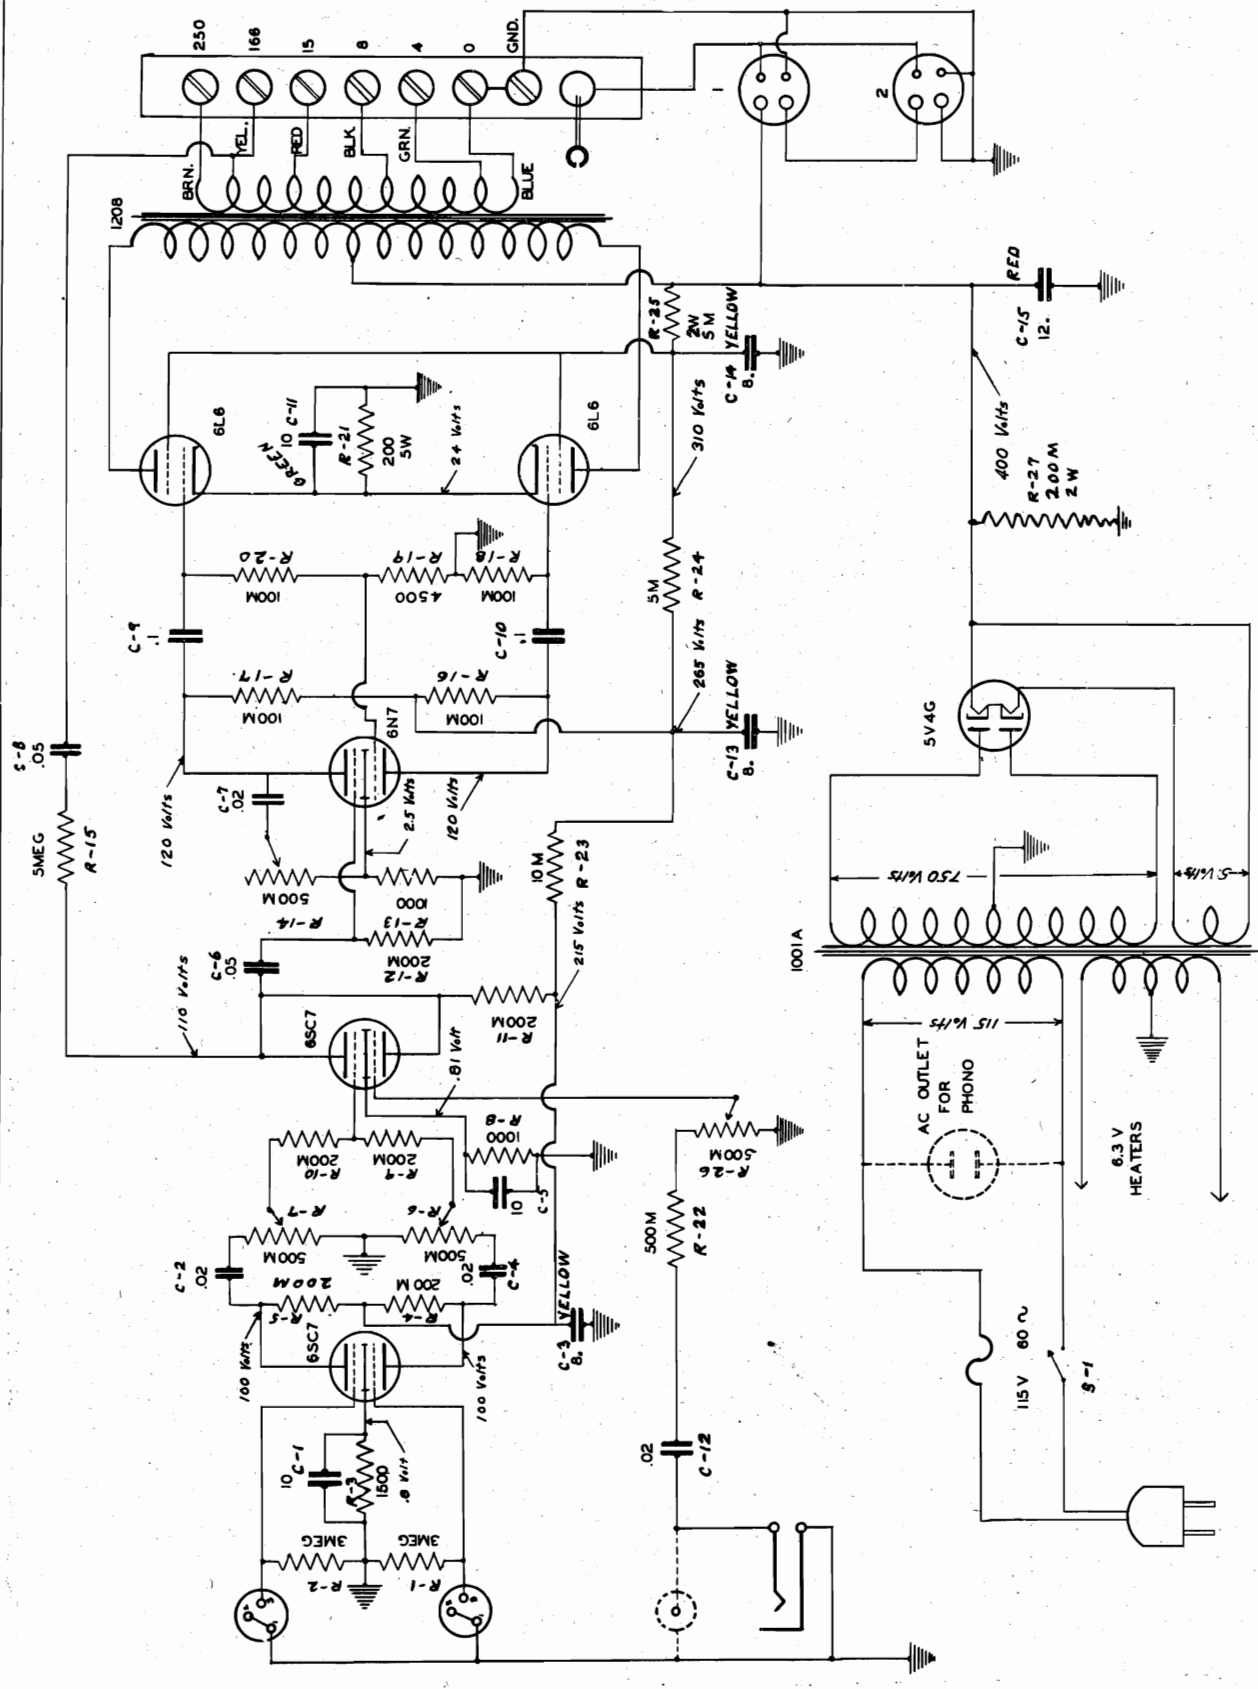 250
166
15
8
4
0
GND.
1
2
BRN.
YEL.
RED
BLK
GRN.
BLUE
1208
R-25
2W
5 M
C-14 YELLOW
8.
RED
C-15
12.
6L6
GREEN
10 C-11
R-21
200
5W
24 Volts
6L6
310 Volts
400 Volts
R-27
200M
2W
R-20
100M
R-19
4500
R-18
100M
5M
R-24
C-9
.1
C-10
.1
R-17
100M
R-16
100M
6N7
265 Volts
C-13 YELLOW
8.
5V4G
C-8
.05
5MEG
R-15
120 Volts
C-7
.02
2.5 Volts
120 Volts
10 M
R-23
500M
R-14
1000
R-13
200M
R-12
C-6
.05
215 Volts
750 Volts
5 Volts
1001A
110 Volts
6SC7
200M
R-11
.81 Volt
115 Volts
AC OUTLET
FOR
PHONO
6.3 V
HEATERS
200M
R-10
200M
R-9
R-8
1000
10
C-5
500M
R-26
R-7
500M
R-6
500M
500M
R-22
C-2
.02
200M
R-5
200 M
R-4
.02
C-4
100 Volts
6SC7
100 Volts
C-3 YELLOW
8.
115V 60~
S-1
10
C-1
R-3
1500
.8 Volt
.02
C-12
3MEG
R-2
3MEG
R-1